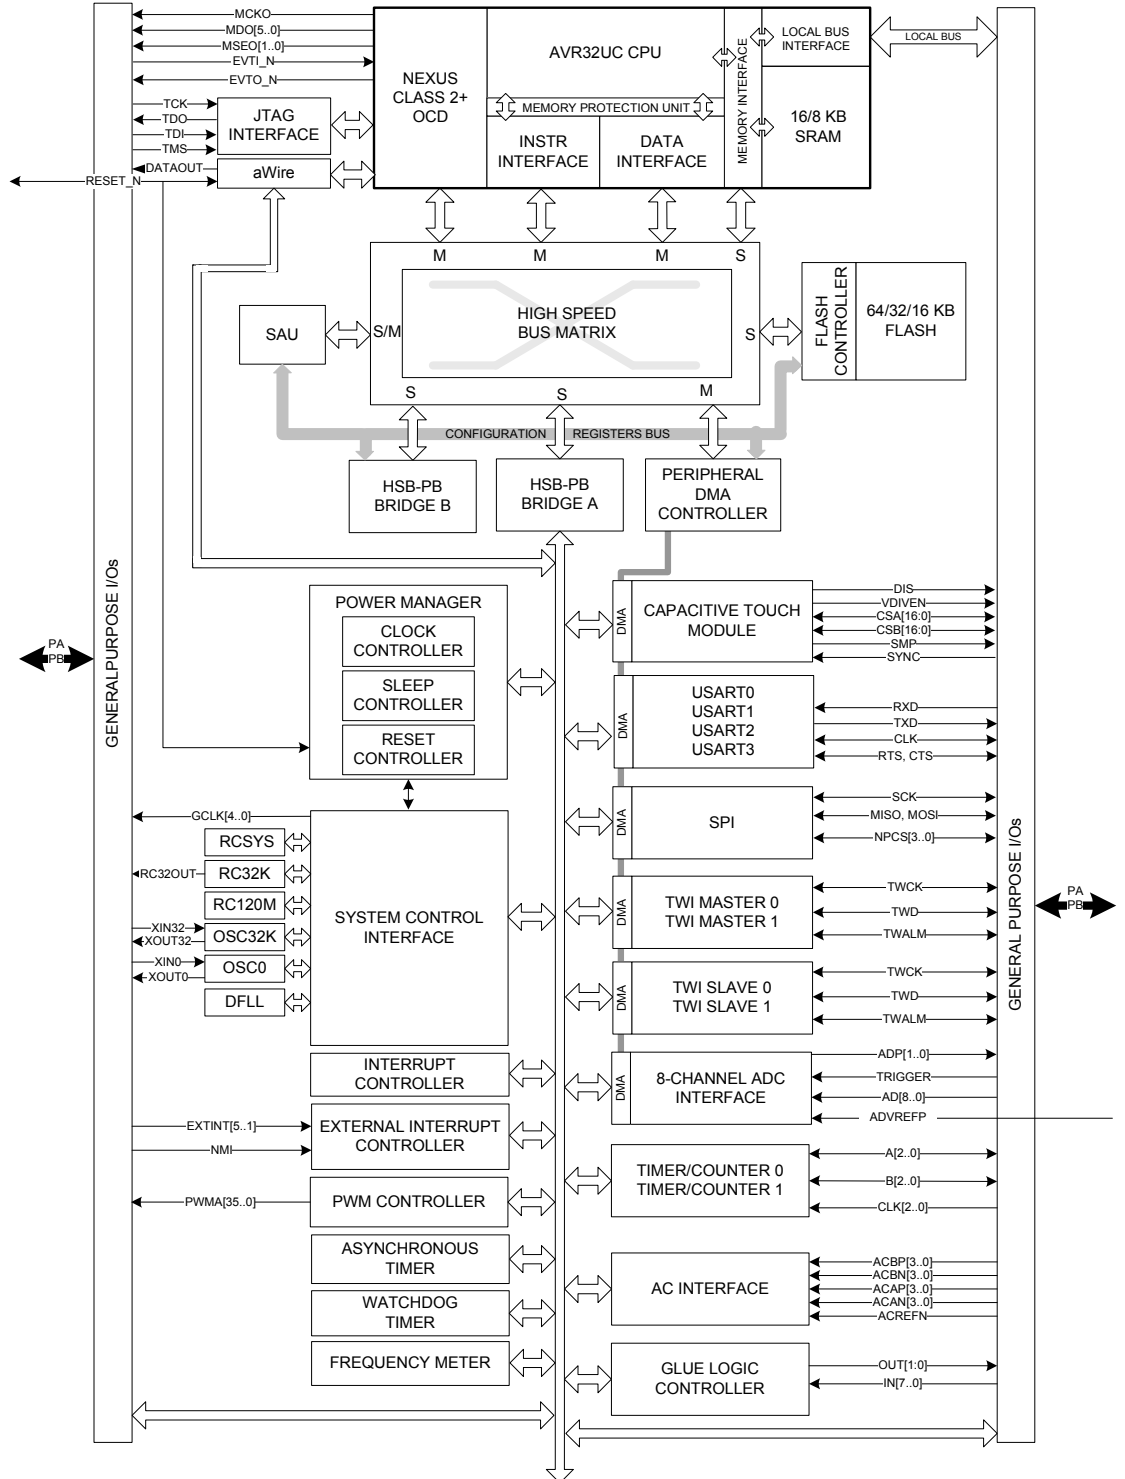 MCKO
MDO[5..0]
MSEO[1..0]
EVTI_N
EVTO_N
TCK
TDO
TDI
TMS
JTAG
INTERFACE
DATAOUT
aWire
RESET_N
NEXUS
CLASS 2+
OCD
AVR32UC CPU
MEMORY PROTECTION UNIT
INSTR
INTERFACE
DATA
INTERFACE
MEMORY INTERFACE
LOCAL BUS
INTERFACE
16/8 KB
SRAM
LOCAL BUS
M
M
M
S
SAU
S/M
HIGH SPEED
BUS MATRIX
S
FLASH
CONTROLLER
64/32/16 KB
FLASH
S
S
M
CONFIGURATION
REGISTERS BUS
HSB-PB
BRIDGE B
HSB-PB
BRIDGE A
PERIPHERAL
DMA
CONTROLLER
GENERALPURPOSE I/Os
PA
PB
POWER MANAGER
CLOCK
CONTROLLER
SLEEP
CONTROLLER
RESET
CONTROLLER
GCLK[4..0]
RCSYS
RC32OUT
RC32K
RC120M
XIN32
XOUT32
OSC32K
XIN0
XOUT0
OSC0
DFLL
SYSTEM CONTROL
INTERFACE
INTERRUPT
CONTROLLER
EXTINT[5..1]
NMI
EXTERNAL INTERRUPT
CONTROLLER
PWMA[35..0]
PWM CONTROLLER
ASYNCHRONOUS
TIMER
WATCHDOG
TIMER
FREQUENCY METER
DMA
CAPACITIVE TOUCH
MODULE
DIS
VDIVEN
CSA[16:0]
CSB[16:0]
SMP
SYNC
DMA
USART0
USART1
USART2
USART3
RXD
TXD
CLK
RTS, CTS
DMA
SPI
SCK
MISO, MOSI
NPCS[3..0]
DMA
TWI MASTER 0
TWI MASTER 1
TWCK
TWD
TWALM
DMA
TWI SLAVE 0
TWI SLAVE 1
TWCK
TWD
TWALM
DMA
8-CHANNEL ADC
INTERFACE
ADP[1..0]
TRIGGER
AD[8..0]
ADVREFP
TIMER/COUNTER 0
TIMER/COUNTER 1
A[2..0]
B[2..0]
CLK[2..0]
AC INTERFACE
ACBP[3..0]
ACBN[3..0]
ACAP[3..0]
ACAN[3..0]
ACREFN
GLUE LOGIC
CONTROLLER
OUT[1:0]
IN[7..0]
GENERAL PURPOSE I/Os
PA
PB